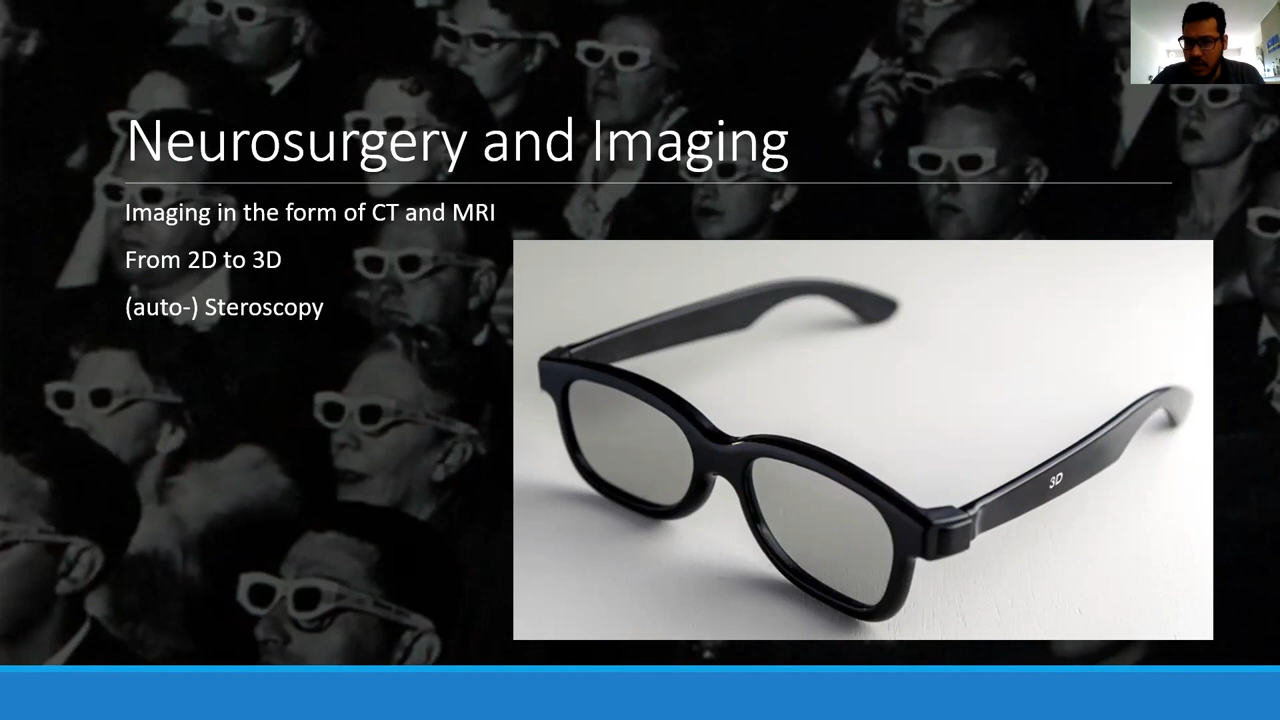 Neurosurgery and Imaging
Imaging in the form of CT and MRI
From 2D to 3D
(auto-) Steroscopy
3D